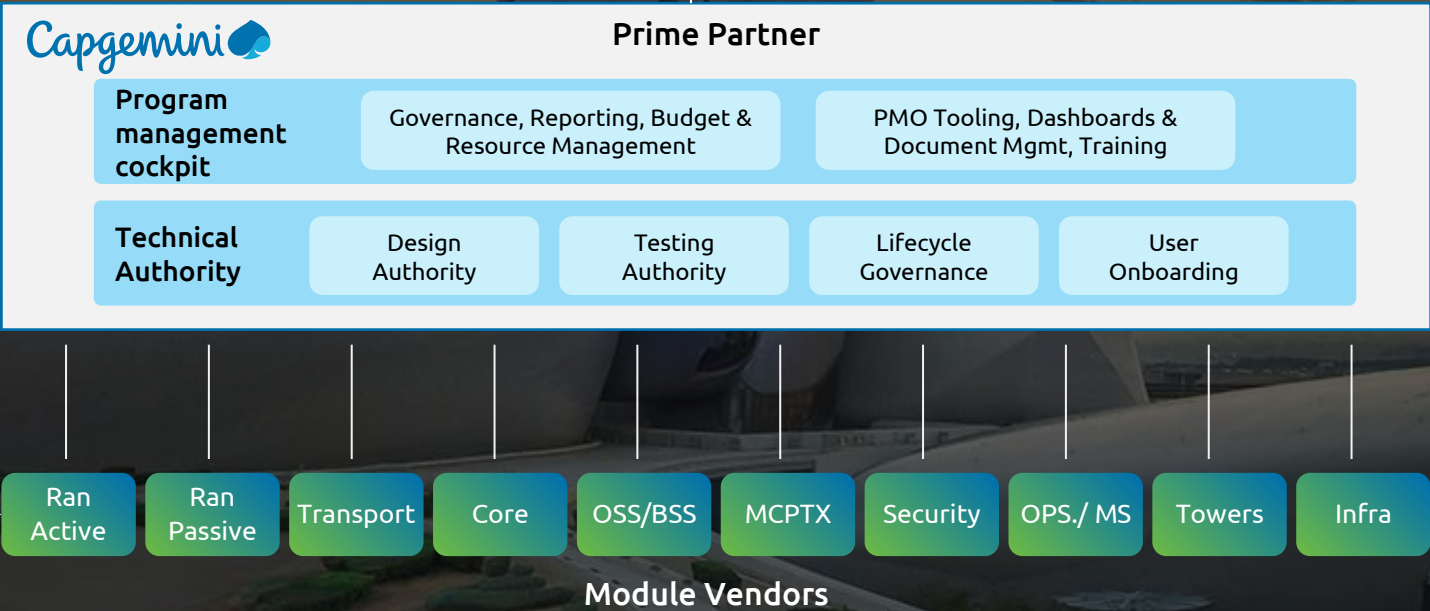 Capgemini
Prime Partner
Program
management
cockpit
Governance, Reporting, Budget &
Resource Management
PMO Tooling, Dashboards &
Document Mgmt, Training
Technical
Authority
Design
Authority
Testing
Authority
Lifecycle
Governance
User
Onboarding
Ran
Active
Ran
Passive
Transport
Core
OSS/BSS
MCPTX
Security
OPS./ MS
Towers
Infra
Module Vendors